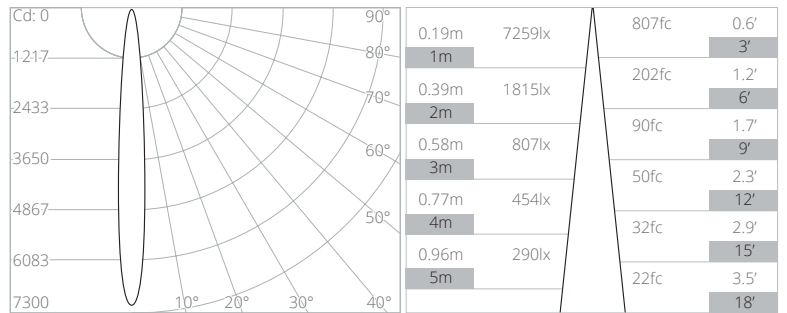 Cd: 0
1217
2433
3650
4867
6083
7300
10°
20°
30°
40°
50°
60°
70°
80°
90°
0.19m 7259lx
1m
0.39m 1815lx
2m
0.58m 807lx
3m
0.77m 454lx
4m
0.96m 290lx
5m
807fc 0.6’
3’
202fc 1.2’
6’
90fc 1.7’
9’
50fc 2.3’
12’
32fc 2.9’
15’
22fc 3.5’
18’